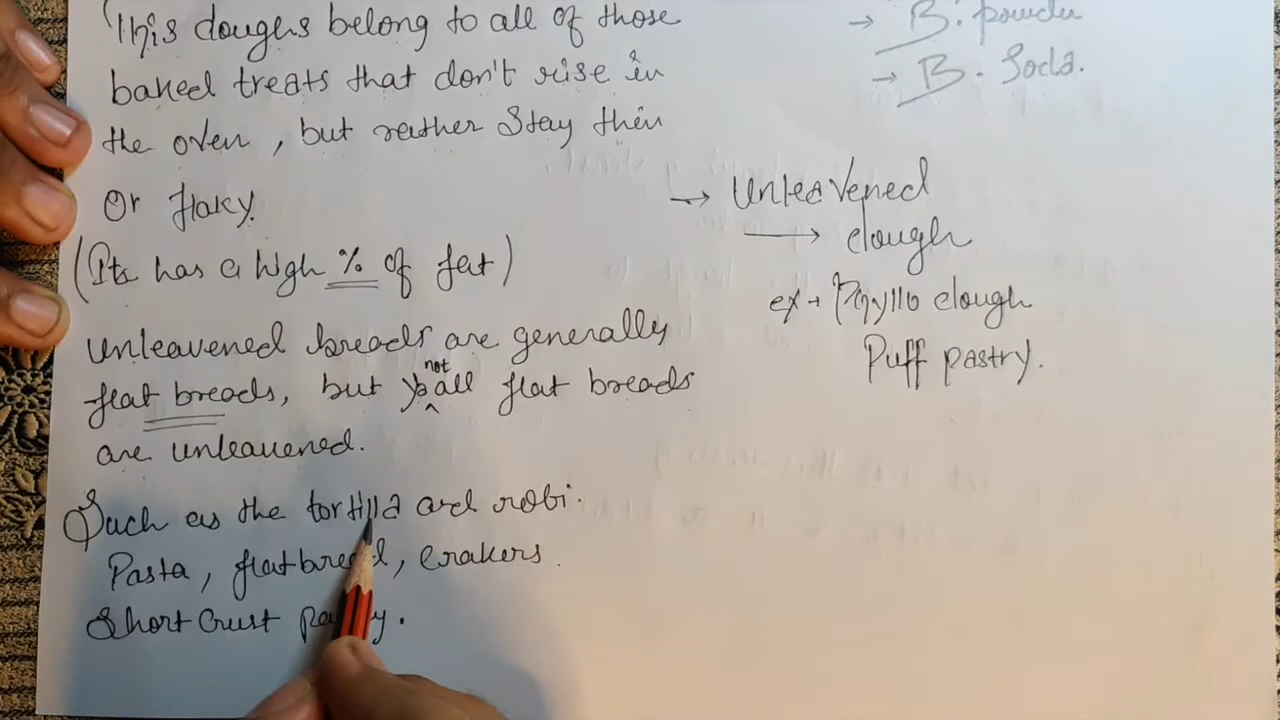 This doughs belong to all of those
baked treats that don't rise in
the oven, but reather Stay thin
Or flaky.
(Its has a high % of fat)
unleavened breads are generally
flat breads, but not all flat breads
are unleavened.
Such as the tortilla and roti.
Pasta, flatbread, Crakers.
Short Crust
→ B. powder
→ B. Soda.
→ Unleavened
→ dough
ex → Phyllo dough
Puff pastry.